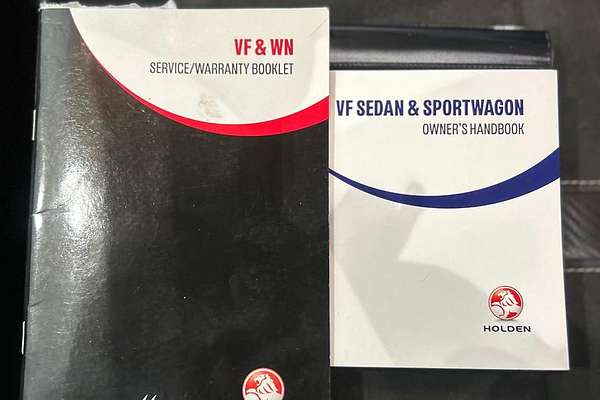 VF & WN
SERVICE/WARRANTY BOOKLET
VF SEDAN & SPORTWAGON
OWNER'S HANDBOOK
HOLDEN